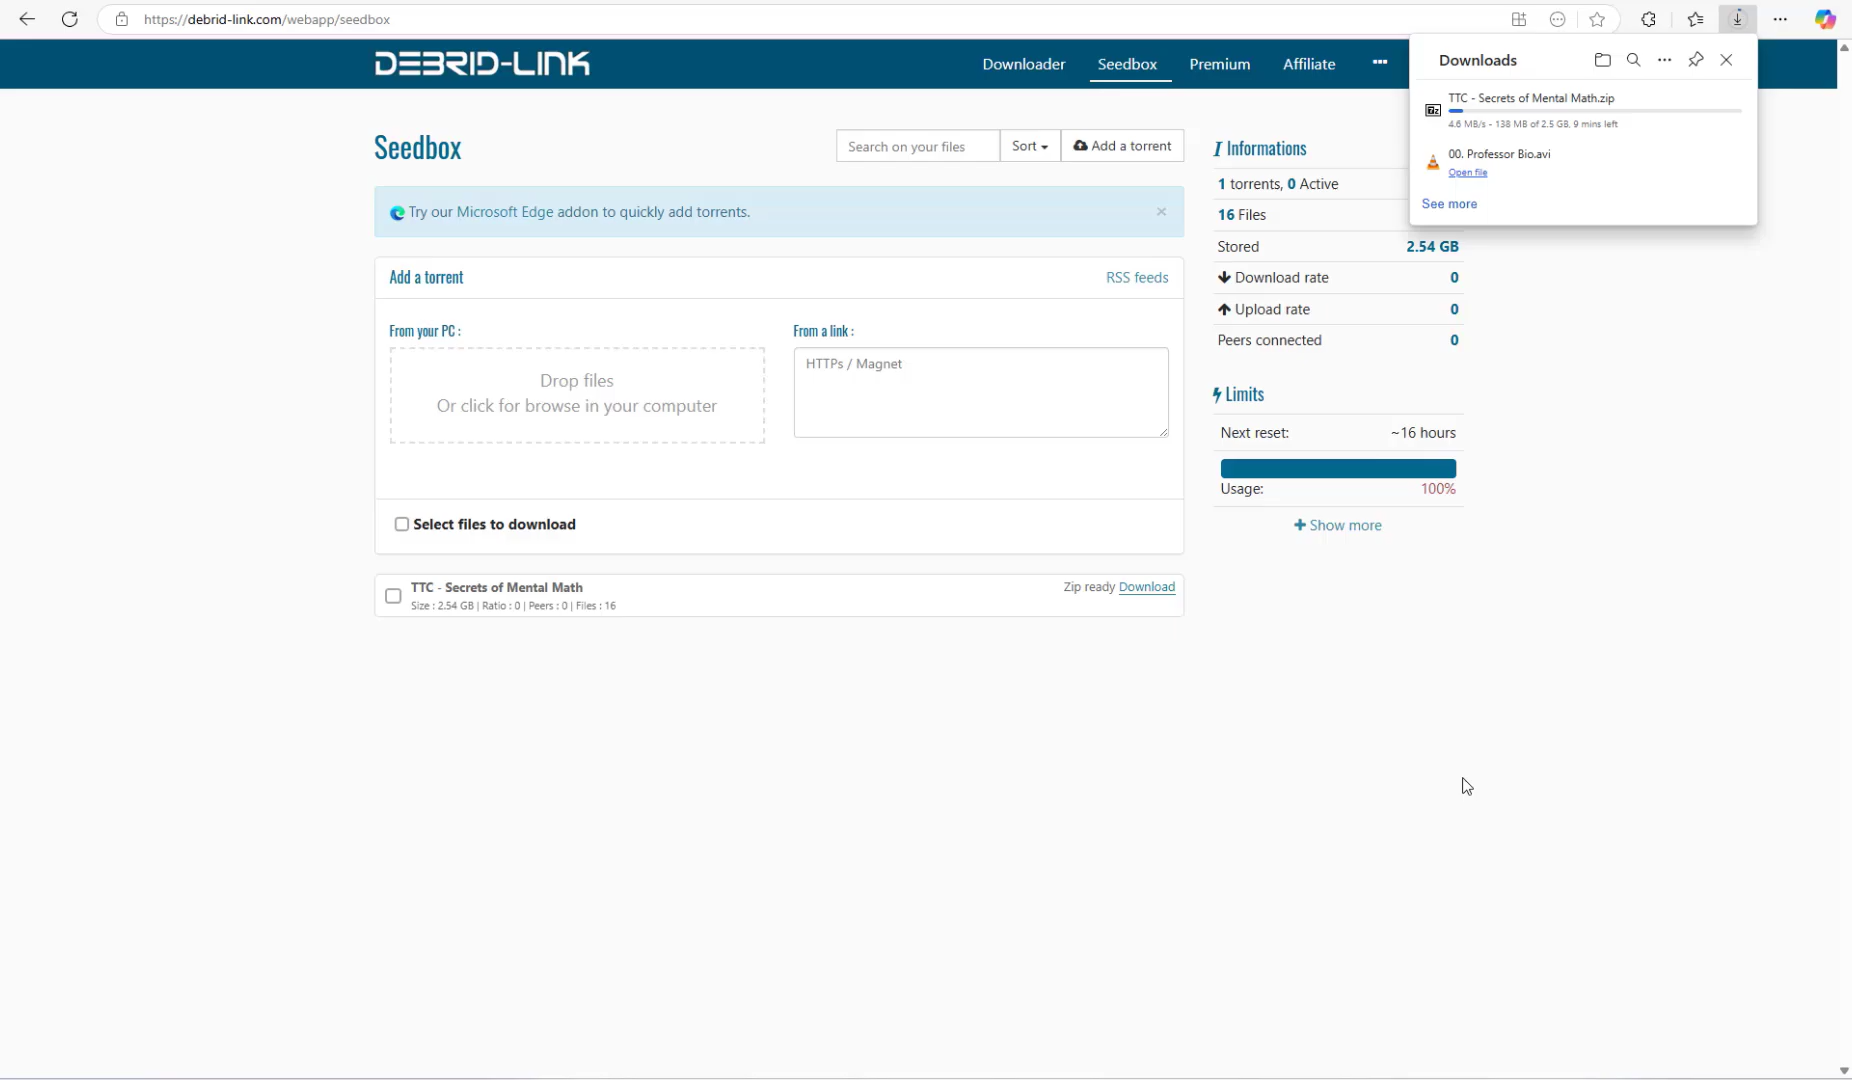 https://debrid-link.com/webapp/seedbox
DEBRID-LINK
Downloader
Seedbox
Premium
Affiliate
Downloads
TTC - Secrets of Mental Math.zip
4.6 MB/s - 138 MB of 2.5 GB, 9 mins left
00. Professor Bio.avi
Open file
See more
Seedbox
Search on your files
Sort
Add a torrent
Try our Microsoft Edge addon to quickly add torrents.
×
Add a torrent
RSS feeds
From your PC :
Drop files
Or click for browse in your computer
From a link :
HTTPs / Magnet
Select files to download
TTC - Secrets of Mental Math
Size : 2.54 GB | Ratio : 0 | Peers : 0 | Files : 16
Zip ready Download
Informations
1 torrents, 0 Active
16 Files
Stored 2.54 GB
Download rate 0
Upload rate 0
Peers connected 0
Limits
Next reset: ~16 hours
Usage: 100%
Show more